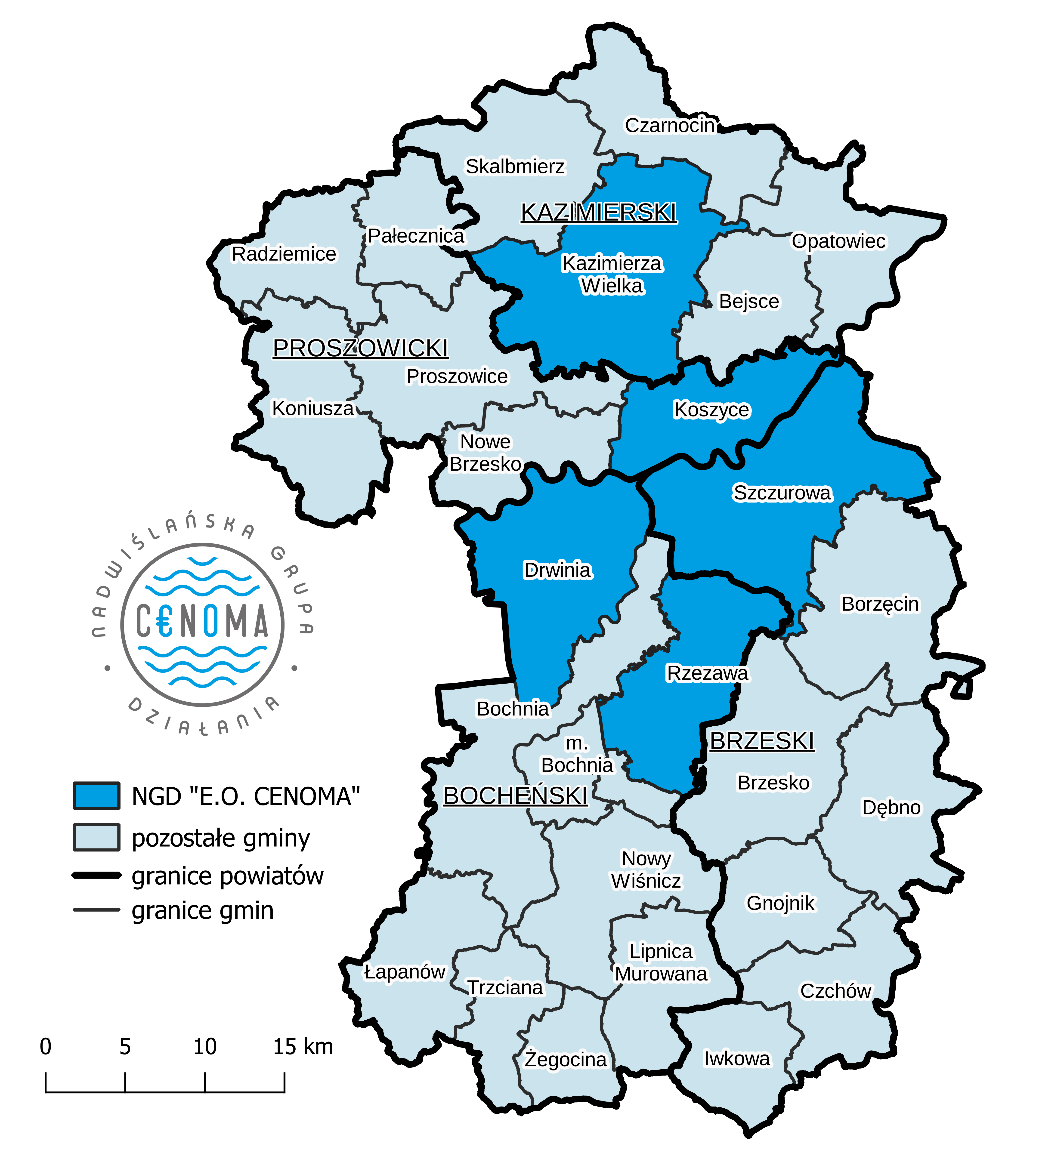 Czarnocin
Skalbmierz
KAZIMIERSKI
Pałecznica
Radziemice
Opatowiec
Kazimierza
Wielka
Bejsce
PROSZOWICKI
Proszowice
Koniusza
Koszyce
Nowe
Brzesko
Szczurowa
NADWIŚLAŃSKA GRUPA
C€NOMA
• DZIAŁANIA •
Drwinia
Borzęcin
Rzezawa
Bochnia
m.
Bochnia
BRZESKI
Brzesko
BOCHEŃSKI
Dębno
NGD "E.O. CENOMA"
pozostałe gminy
granice powiatów
granice gmin
Nowy
Wiśnicz
Gnojnik
Lipnica
Murowana
Łapanów
Trzciana
Czchów
Żegocina
Iwkowa
0 5 10 15 km